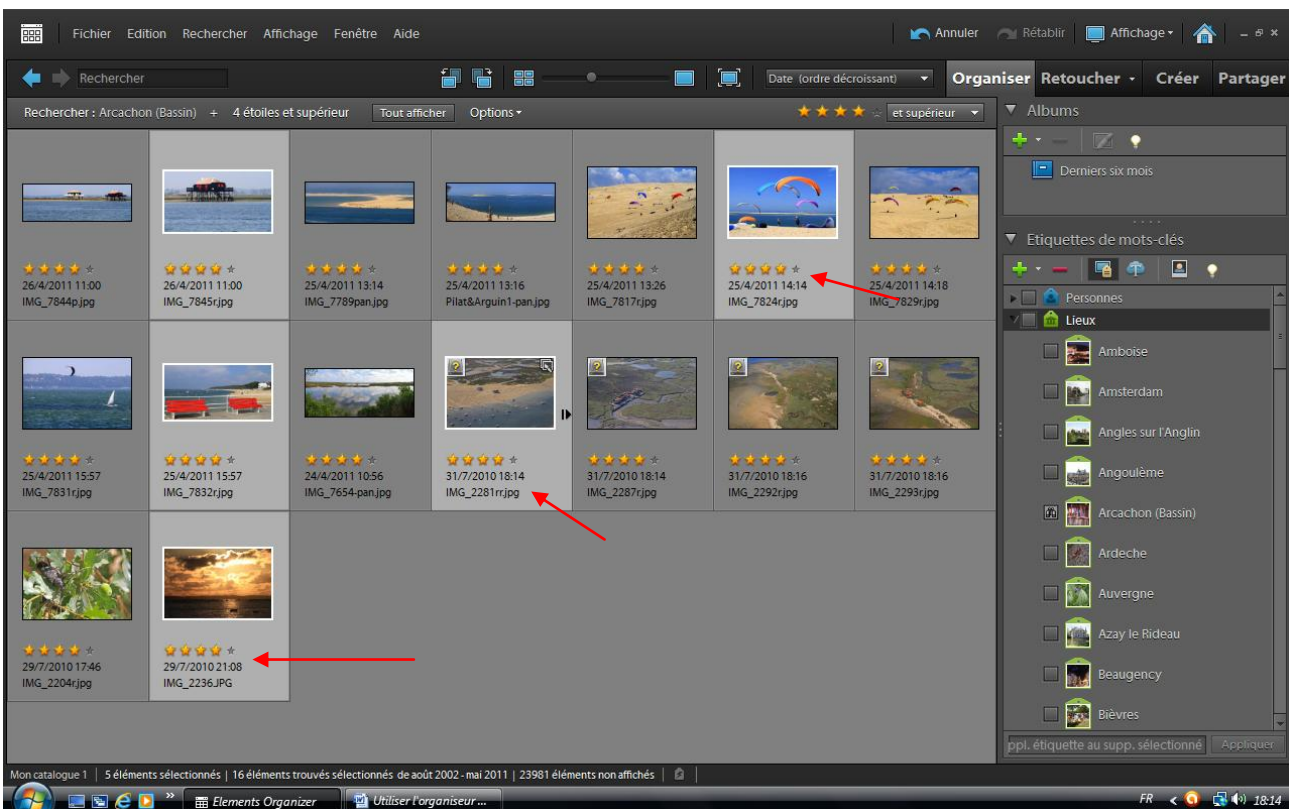 Fichier Edition Rechercher Affichage Fenêtre Aide Annuler Rétablir Affichage
Rechercher Date (ordre décroissant) Organiser Retoucher Créer Partager
Rechercher : Arcachon (Bassin) + 4 étoiles et supérieur Tout afficher Options et supérieur
Albums
Derniers six mois
Etiquettes de mots-clés
26/4/2011 11:00 26/4/2011 11:00 25/4/2011 13:14 25/4/2011 13:16 25/4/2011 13:26 25/4/2011 14:14 25/4/2011 14:18
IMG_7844p.jpg IMG_7845r.jpg IMG_7789pan.jpg Pilat&Arguin1-pan.jpg IMG_7817r.jpg IMG_7824r.jpg IMG_7829r.jpg
Personnes
Lieux
Amboise
Amsterdam
Angles sur l'Anglin
Angoulème
25/4/2011 15:57 25/4/2011 15:57 24/4/2011 10:56 31/7/2010 18:14 31/7/2010 18:14 31/7/2010 18:16 31/7/2010 18:16
IMG_7831r.jpg IMG_7832r.jpg IMG_7654-pan.jpg IMG_2281rr.jpg IMG_2287r.jpg IMG_2292r.jpg IMG_2293r.jpg
Arcachon (Bassin)
Ardeche
Auvergne
Azay le Rideau
29/7/2010 17:46 29/7/2010 21:08
IMG_2204r.jpg IMG_2236.JPG
Beaugency
Bièvres
ppl. étiquette au supp. sélectionné Appliquer
Mon catalogue 1 | 5 éléments sélectionnés | 16 éléments trouvés sélectionnés de août 2002 - mai 2011 | 23981 éléments non affichés
Elements Organizer Utiliser l'organiseur ... FR 18:14